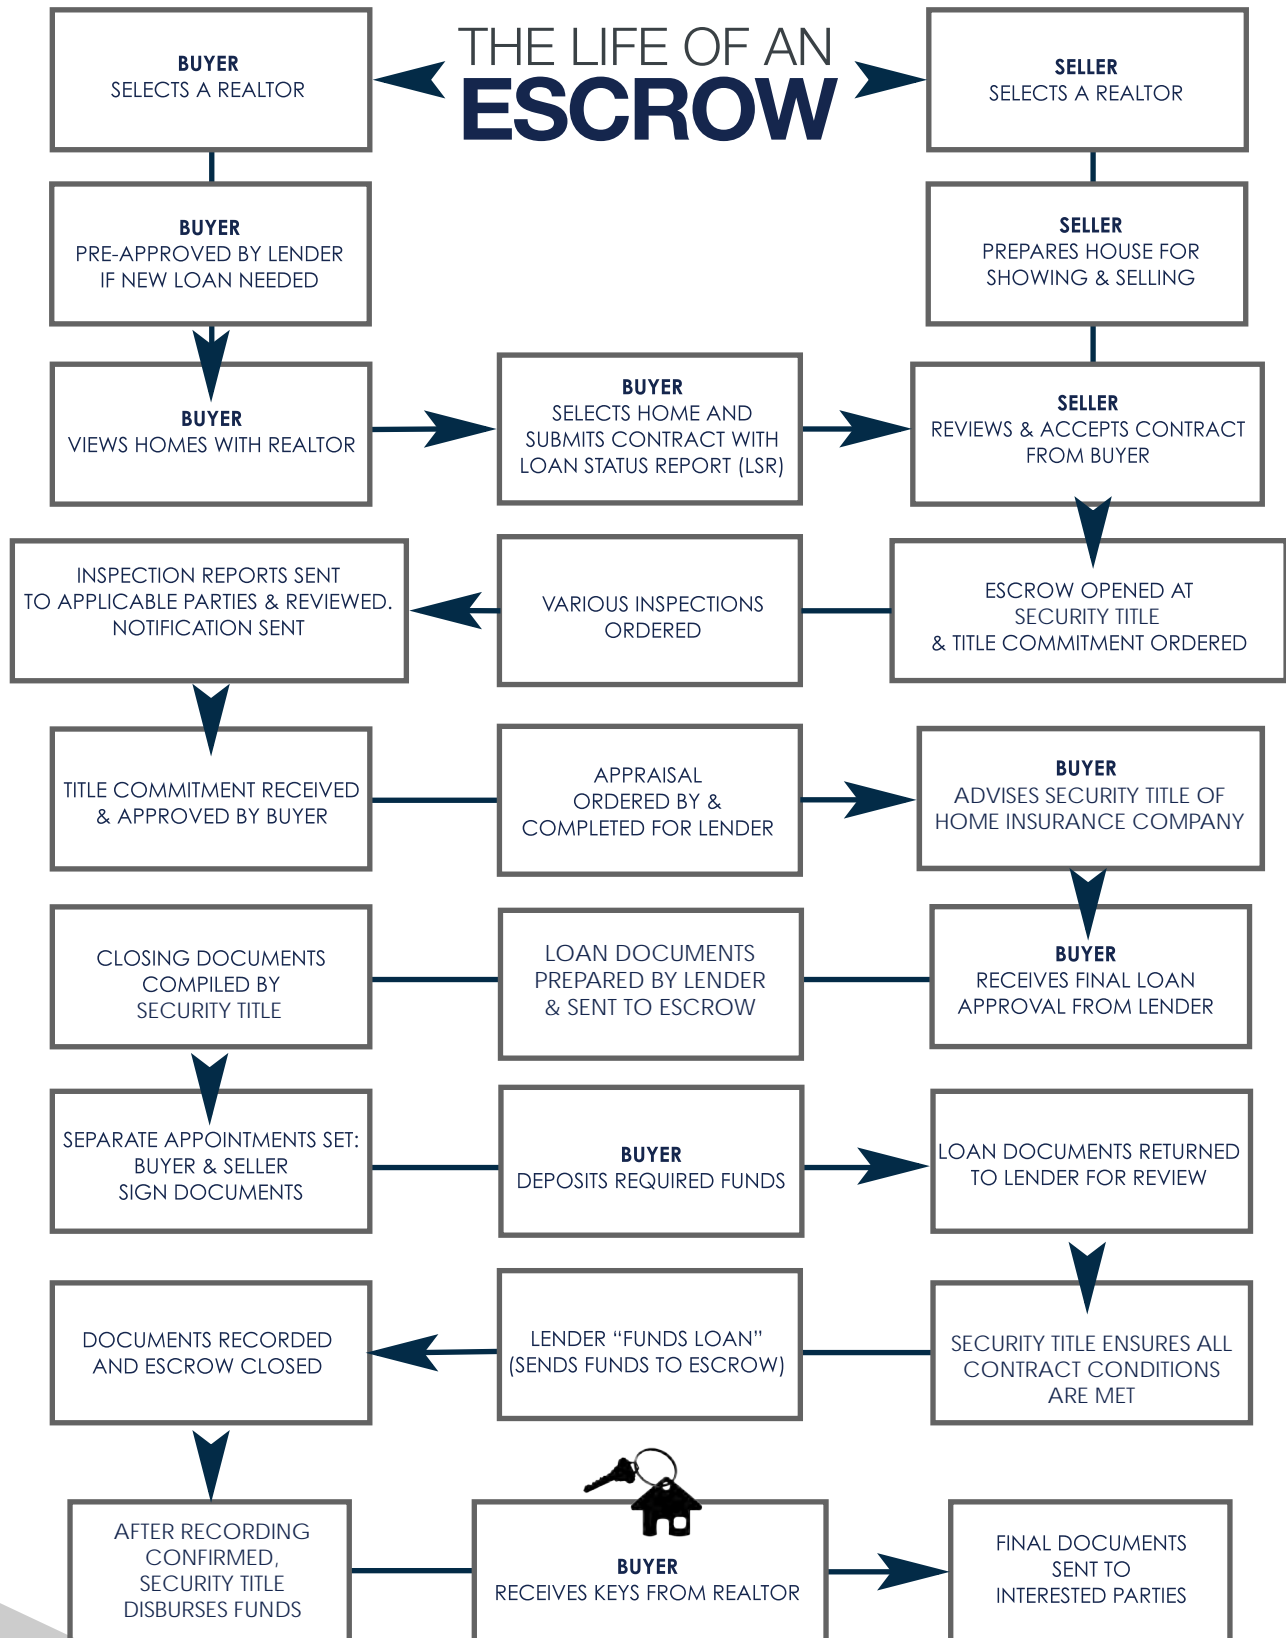 THE LIFE OF AN
ESCROW
BUYER
SELECTS A REALTOR
SELLER
SELECTS A REALTOR
BUYER
PRE-APPROVED BY LENDER
IF NEW LOAN NEEDED
SELLER
PREPARES HOUSE FOR
SHOWING & SELLING
BUYER
VIEWS HOMES WITH REALTOR
BUYER
SELECTS HOME AND
SUBMITS CONTRACT WITH
LOAN STATUS REPORT (LSR)
SELLER
REVIEWS & ACCEPTS CONTRACT
FROM BUYER
ESCROW OPENED AT
SECURITY TITLE
& TITLE COMMITMENT ORDERED
VARIOUS INSPECTIONS
ORDERED
INSPECTION REPORTS SENT
TO APPLICABLE PARTIES & REVIEWED.
NOTIFICATION SENT
TITLE COMMITMENT RECEIVED
& APPROVED BY BUYER
APPRAISAL
ORDERED BY &
COMPLETED FOR LENDER
BUYER
ADVISES SECURITY TITLE OF
HOME INSURANCE COMPANY
BUYER
RECEIVES FINAL LOAN
APPROVAL FROM LENDER
LOAN DOCUMENTS
PREPARED BY LENDER
& SENT TO ESCROW
CLOSING DOCUMENTS
COMPILED BY
SECURITY TITLE
SEPARATE APPOINTMENTS SET:
BUYER & SELLER
SIGN DOCUMENTS
BUYER
DEPOSITS REQUIRED FUNDS
LOAN DOCUMENTS RETURNED
TO LENDER FOR REVIEW
SECURITY TITLE ENSURES ALL
CONTRACT CONDITIONS
ARE MET
LENDER “FUNDS LOAN”
(SENDS FUNDS TO ESCROW)
DOCUMENTS RECORDED
AND ESCROW CLOSED
AFTER RECORDING
CONFIRMED,
SECURITY TITLE
DISBURSES FUNDS
BUYER
RECEIVES KEYS FROM REALTOR
FINAL DOCUMENTS
SENT TO
INTERESTED PARTIES